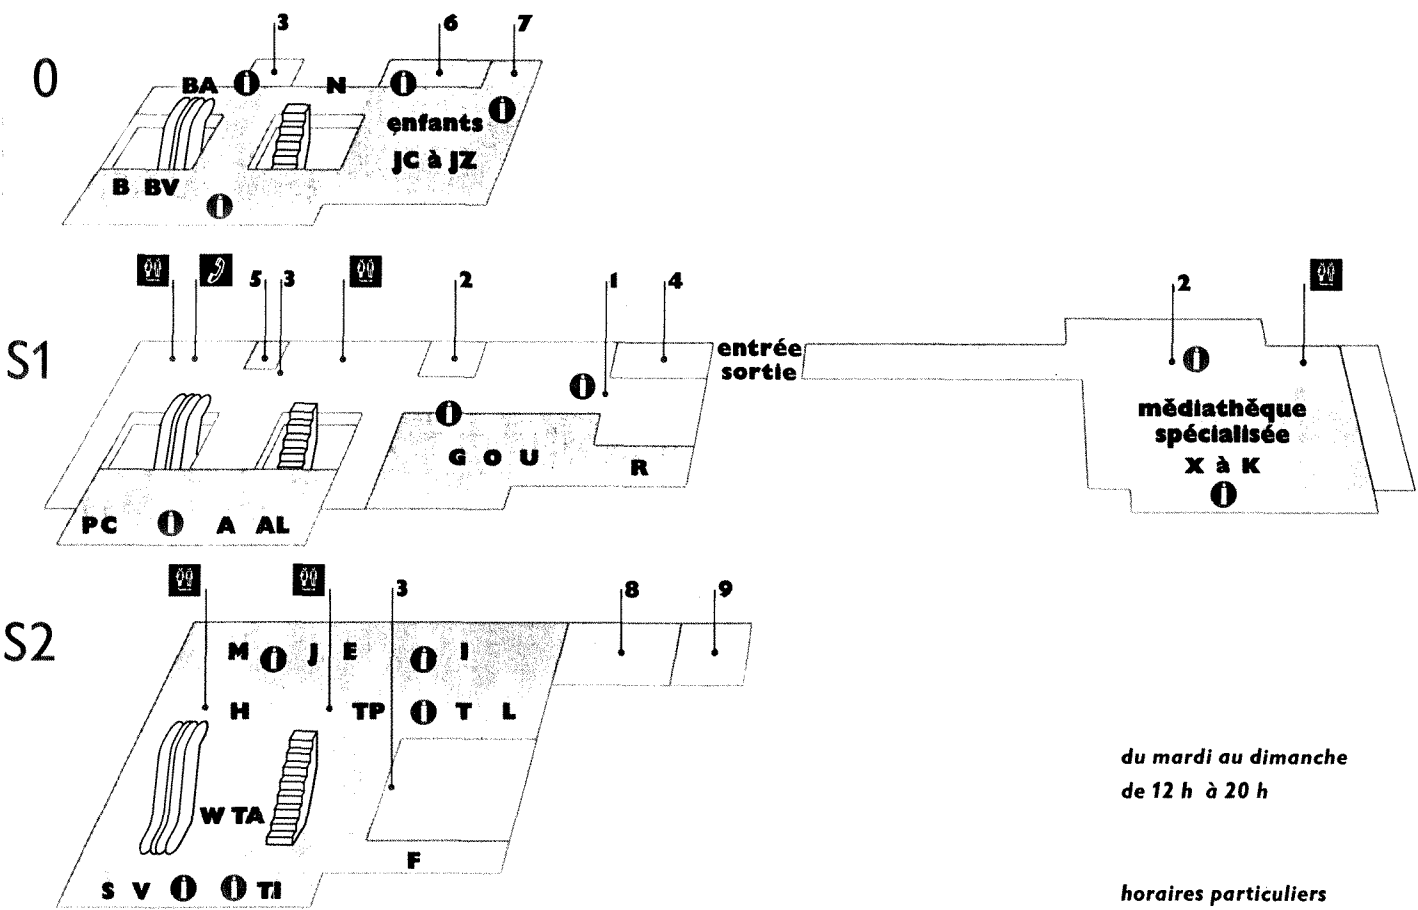 3 6 7
0
BA N
enfants
JC à JZ
B BV
5 3 2 1 4 2
S1
entrée
sortie
médiathèque
spécialisée
G O U
R
X à K
PC A AL
3 8 9
S2
M J E I
H TP T L
W TA
F
S V TI
du mardi au dimanche
de 12 h à 20 h
horaires particuliers